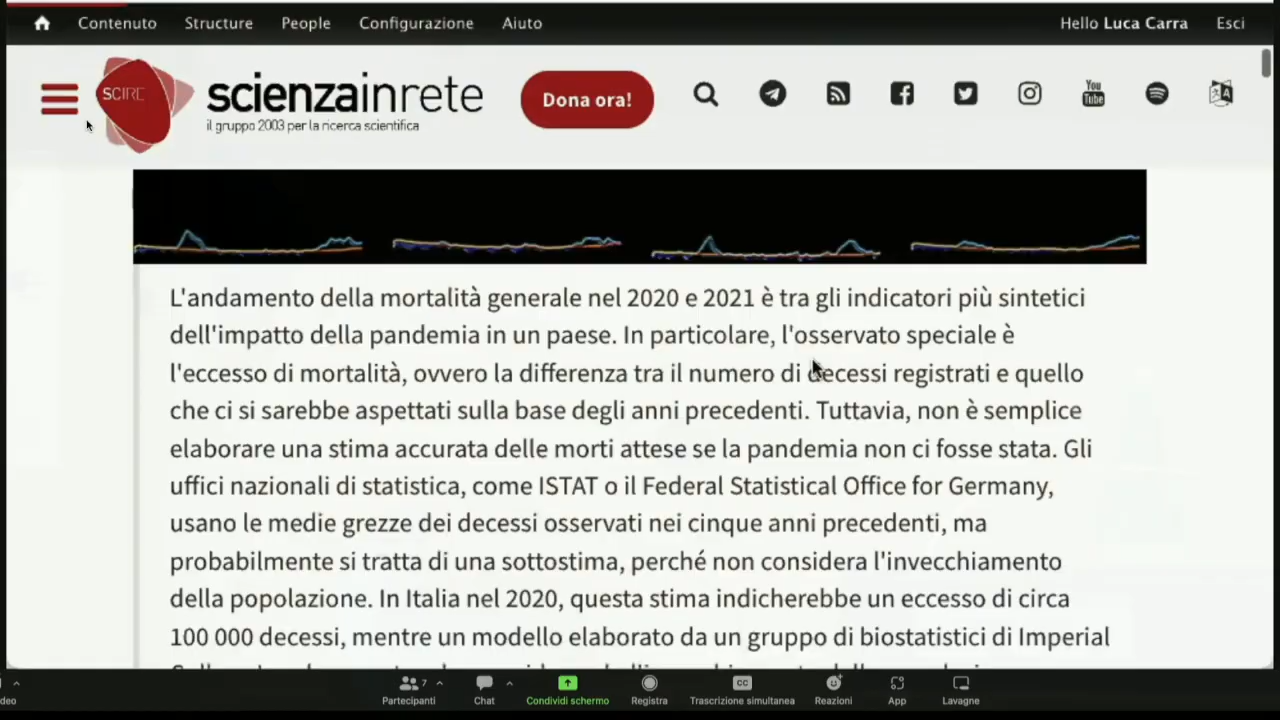 Contenuto Structure People Configurazione Aiuto Hello Luca Carra Esci
SCIRE scienzainrete Dona ora! You Tube
il gruppo 2003 per la ricerca scientifica
L'andamento della mortalità generale nel 2020 e 2021 è tra gli indicatori più sintetici
dell'impatto della pandemia in un paese. In particolare, l'osservato speciale è
l'eccesso di mortalità, ovvero la differenza tra il numero di decessi registrati e quello
che ci si sarebbe aspettati sulla base degli anni precedenti. Tuttavia, non è semplice
elaborare una stima accurata delle morti attese se la pandemia non ci fosse stata. Gli
uffici nazionali di statistica, come ISTAT o il Federal Statistical Office for Germany,
usano le medie grezze dei decessi osservati nei cinque anni precedenti, ma
probabilmente si tratta di una sottostima, perché non considera l'invecchiamento
della popolazione. In Italia nel 2020, questa stima indicherebbe un eccesso di circa
100 000 decessi, mentre un modello elaborato da un gruppo di biostatistici di Imperial
deo Partecipanti 7 Chat Condividi schermo Registra CC Trascrizione simultanea Reazioni App Lavagne